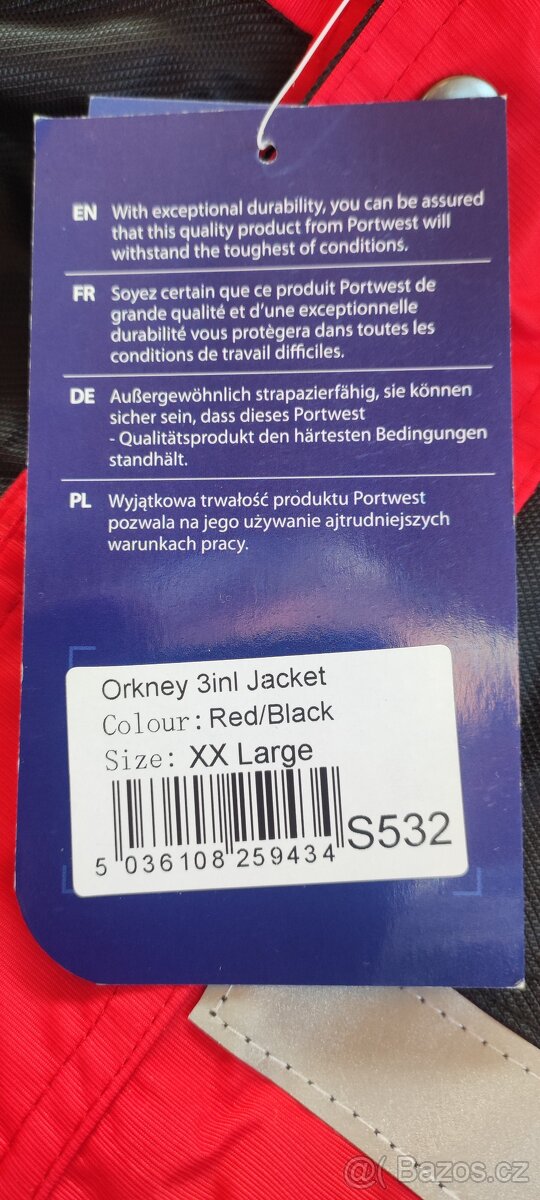 EN With exceptional durability, you can be assured
that this quality product from Portwest will
withstand the toughest of conditions.
FR Soyez certain que ce produit Portwest de
grande qualité et d'une exceptionnelle
durabilité vous protègera dans toutes les
conditions de travail difficiles.
DE Außergewöhnlich strapazierfähig, sie können
sicher sein, dass dieses Portwest
- Qualitätsprodukt den härtesten Bedingungen
standhält.
PL Wyjątkowa trwałość produktu Portwest
pozwala na jego używanie ajtrudniejszych
warunkach pracy.
Orkney 3inl Jacket
Colour: Red/Black
Size: XX Large
5 036108 259434 S532
@( Bazos.cz